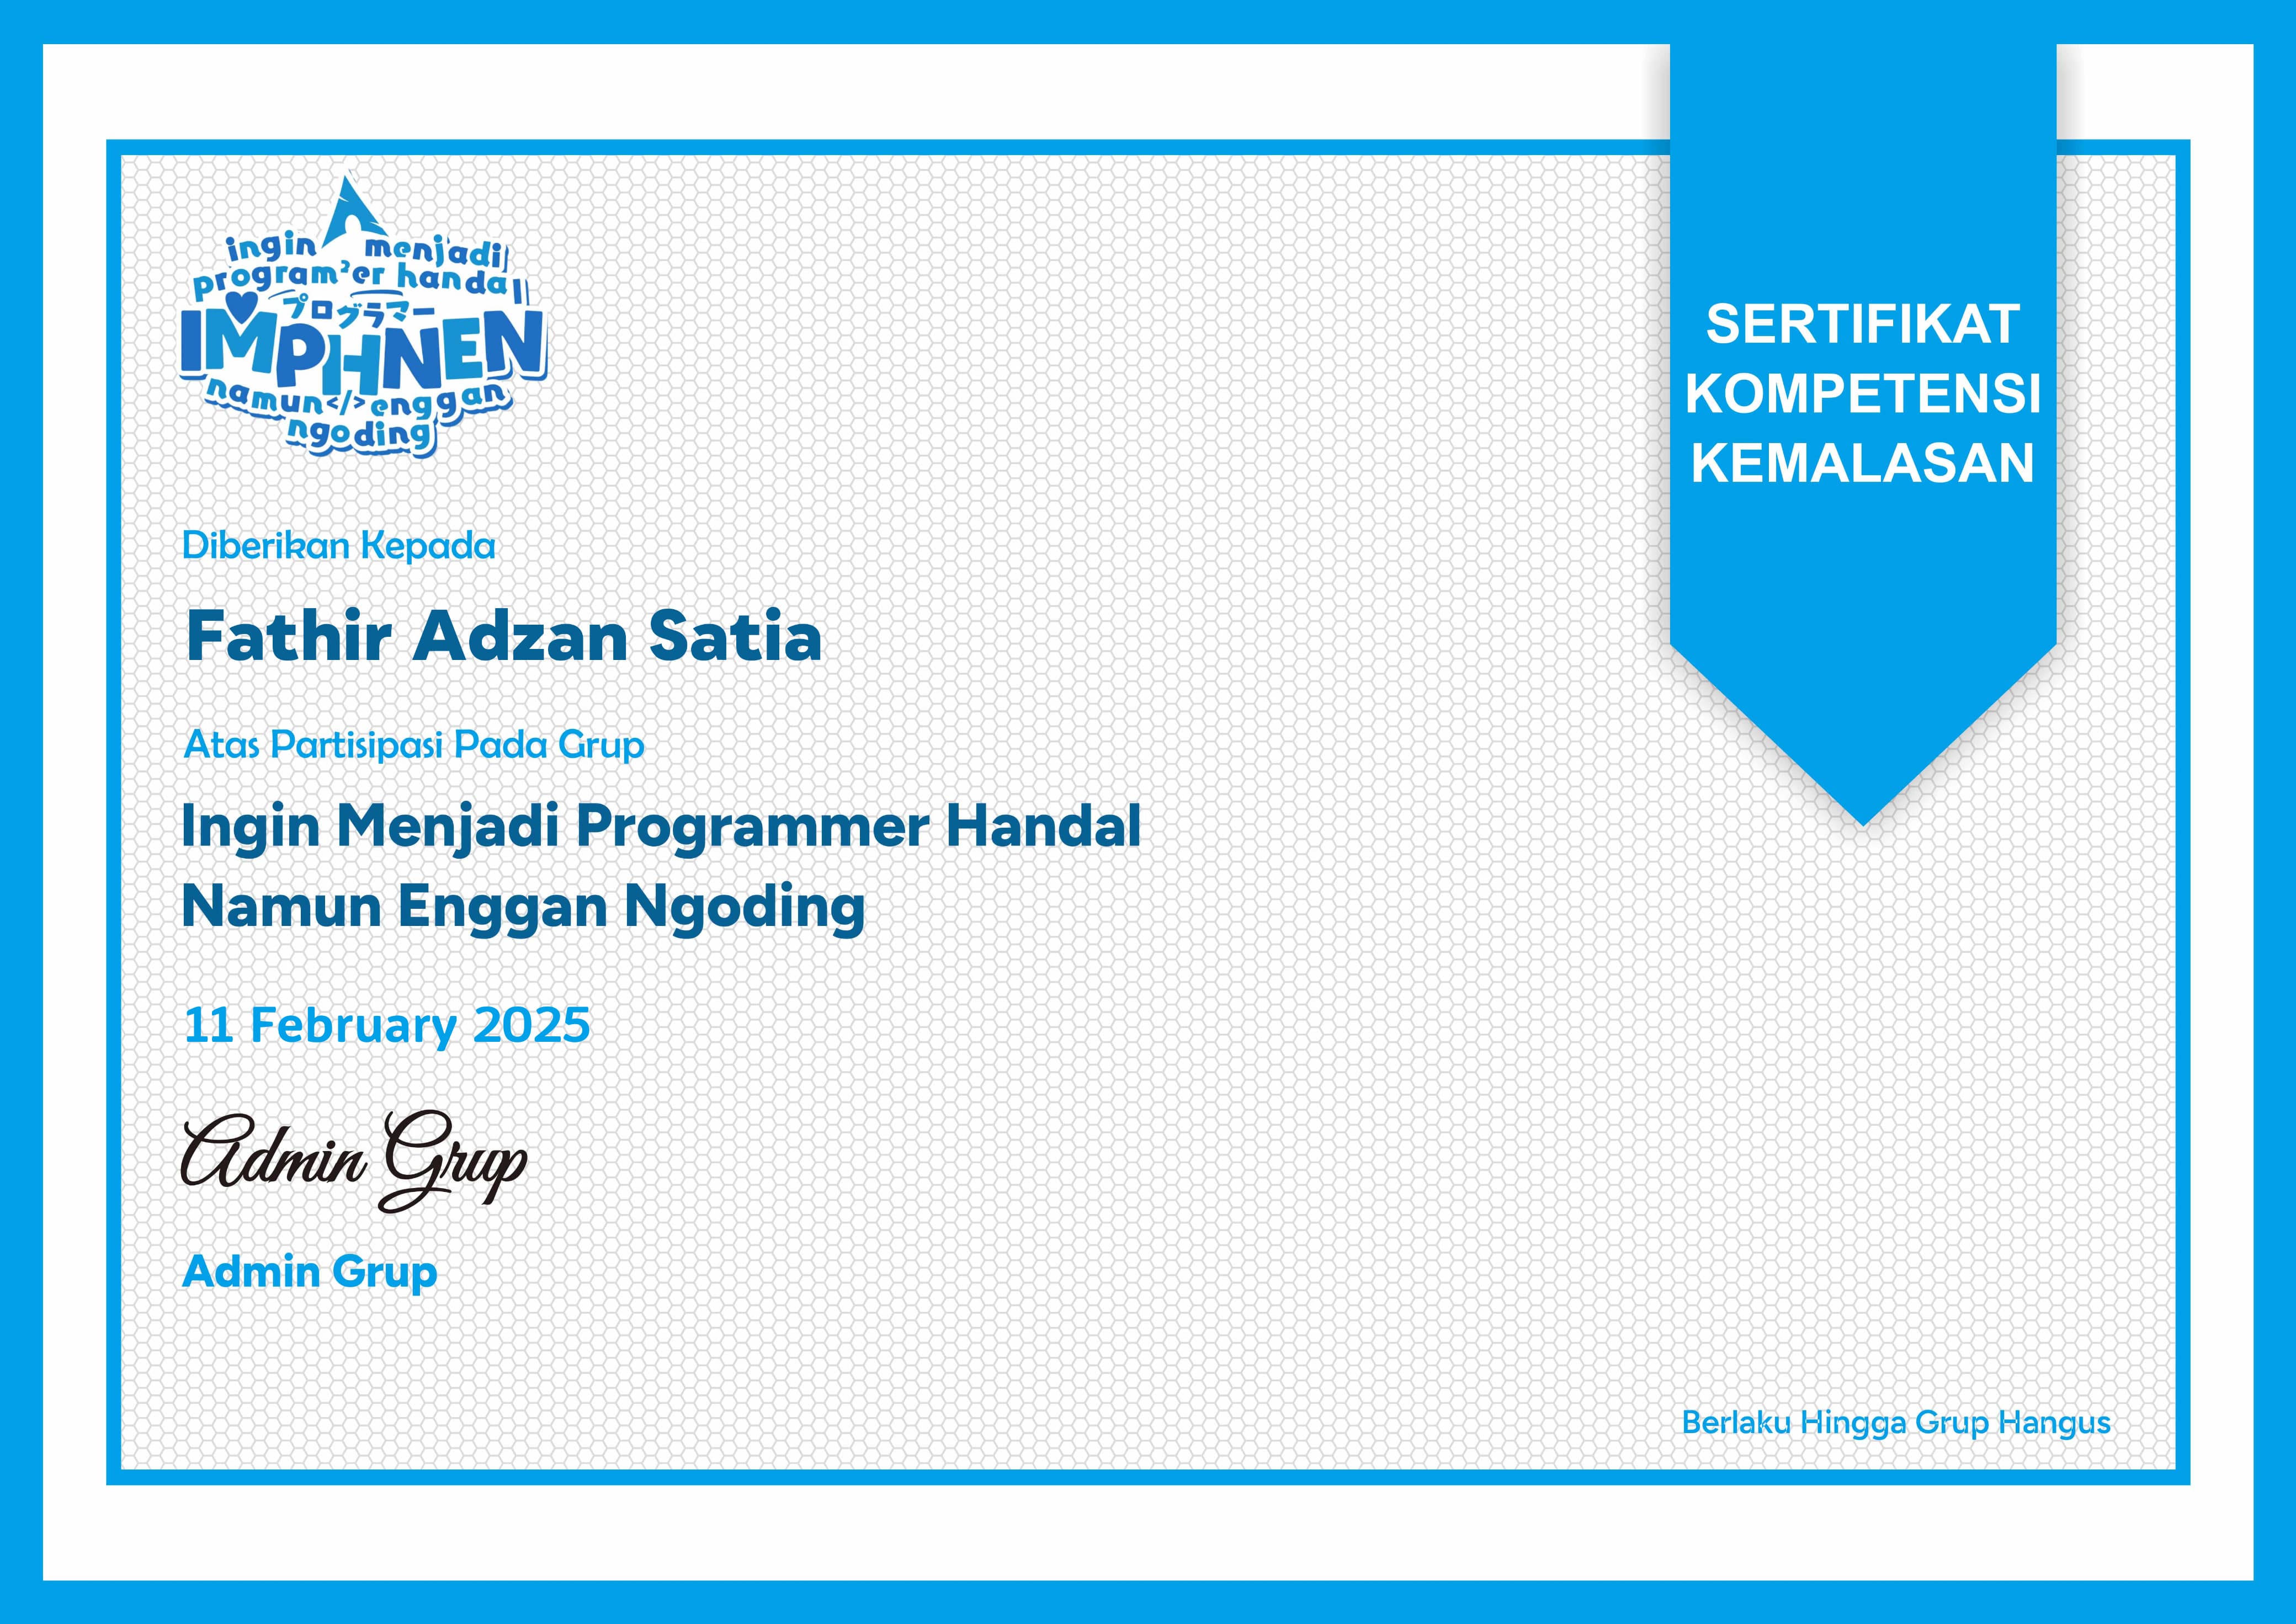 ingin menjadi
program²er handal
プログラマー
IMPHNEN
namun </> enggan
ngoding
SERTIFIKAT
KOMPETENSI
KEMALASAN
Diberikan Kepada
Fathir Adzan Satia
Atas Partisipasi Pada Grup
Ingin Menjadi Programmer Handal
Namun Enggan Ngoding
11 February 2025
Admin Grup
Admin Grup
Berlaku Hingga Grup Hangus